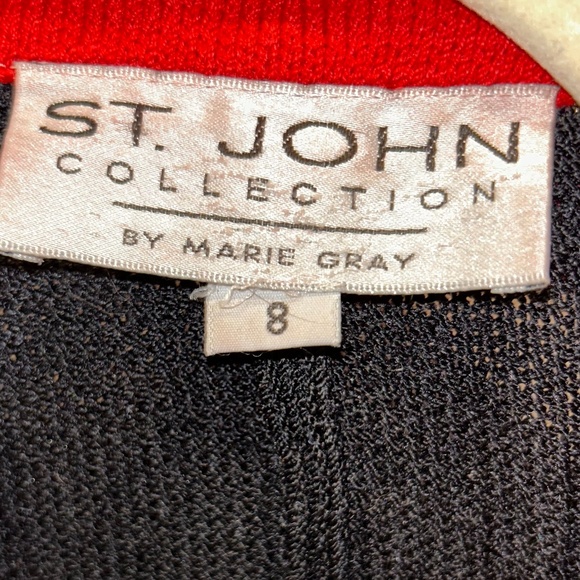 ST. JOHN
COLLECTION
BY MARIE GRAY
8